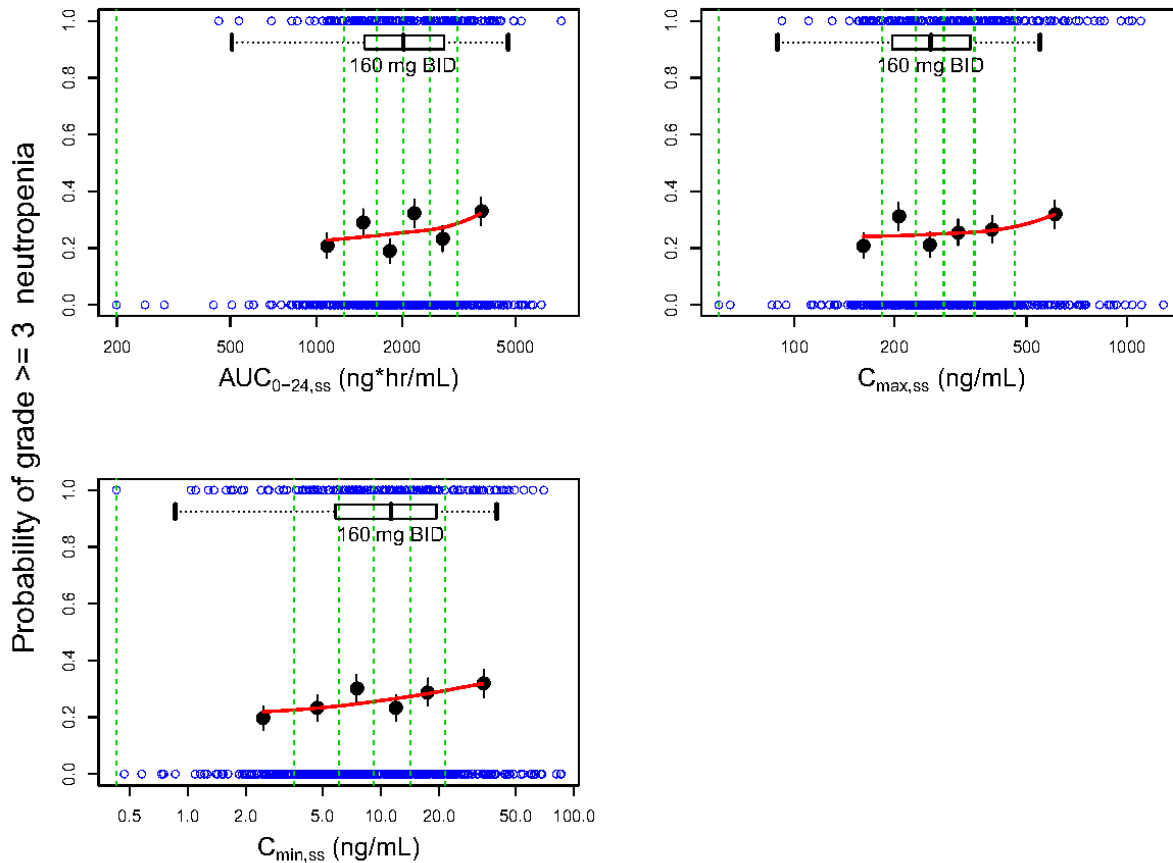 Probability of grade >= 3 neutropenia
1.0
0.8
0.6
0.4
0.2
0.0
160 mg BID
200 500 1000 2000 5000
AUC0−24,ss (ng*hr/mL)
1.0
0.8
0.6
0.4
0.2
0.0
160 mg BID
100 200 500 1000
Cmax,ss (ng/mL)
1.0
0.8
0.6
0.4
0.2
0.0
160 mg BID
0.5 1.0 2.0 5.0 10.0 20.0 50.0 100.0
Cmin,ss (ng/mL)